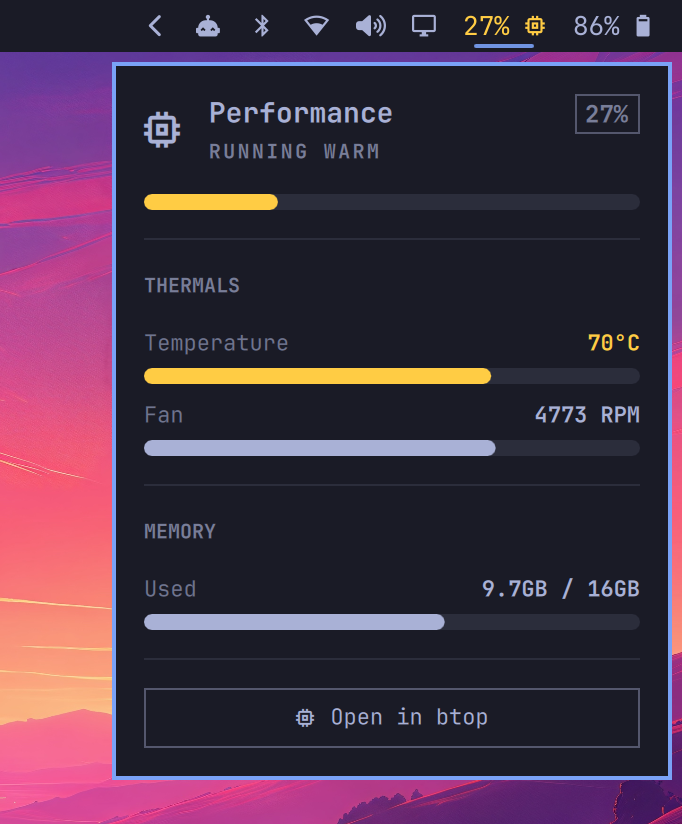 27% 86%
Performance 27%
RUNNING WARM
THERMALS
Temperature 70°C
Fan 4773 RPM
MEMORY
Used 9.7GB / 16GB
Open in btop